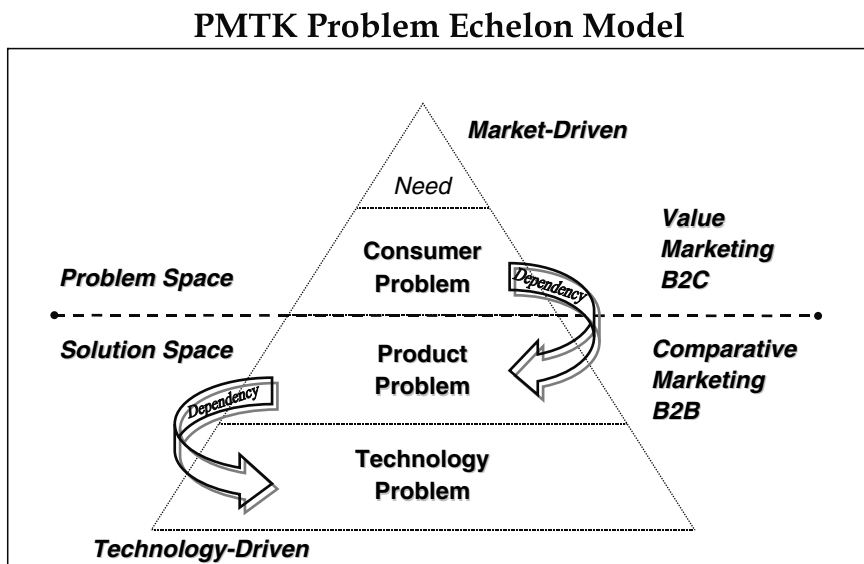 PMTK Problem Echelon Model
Market-Driven
Need
Value
Marketing
B2C
Consumer
Problem
Dependency
Problem Space
Solution Space
Product
Problem
Comparative
Marketing
B2B
Dependency
Technology
Problem
Technology-Driven